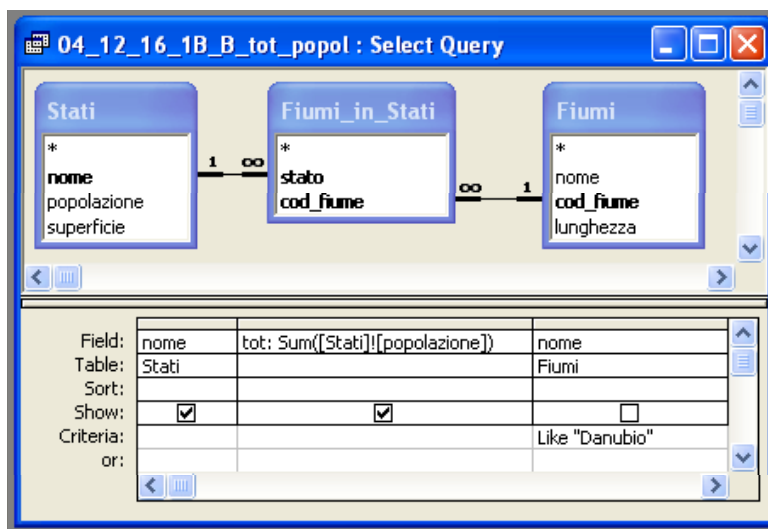 04_12_16_1B_B_tot_popol : Select Query
Stati
*
nome
popolazione
superficie
1 ∞
Fiumi_in_Stati
*
stato
cod_fiume
∞ 1
Fiumi
*
nome
cod_fiume
lunghezza
Field: nome tot: Sum([Stati]![popolazione]) nome
Table: Stati Fiumi
Sort:
Show:
Criteria: Like "Danubio"
or: